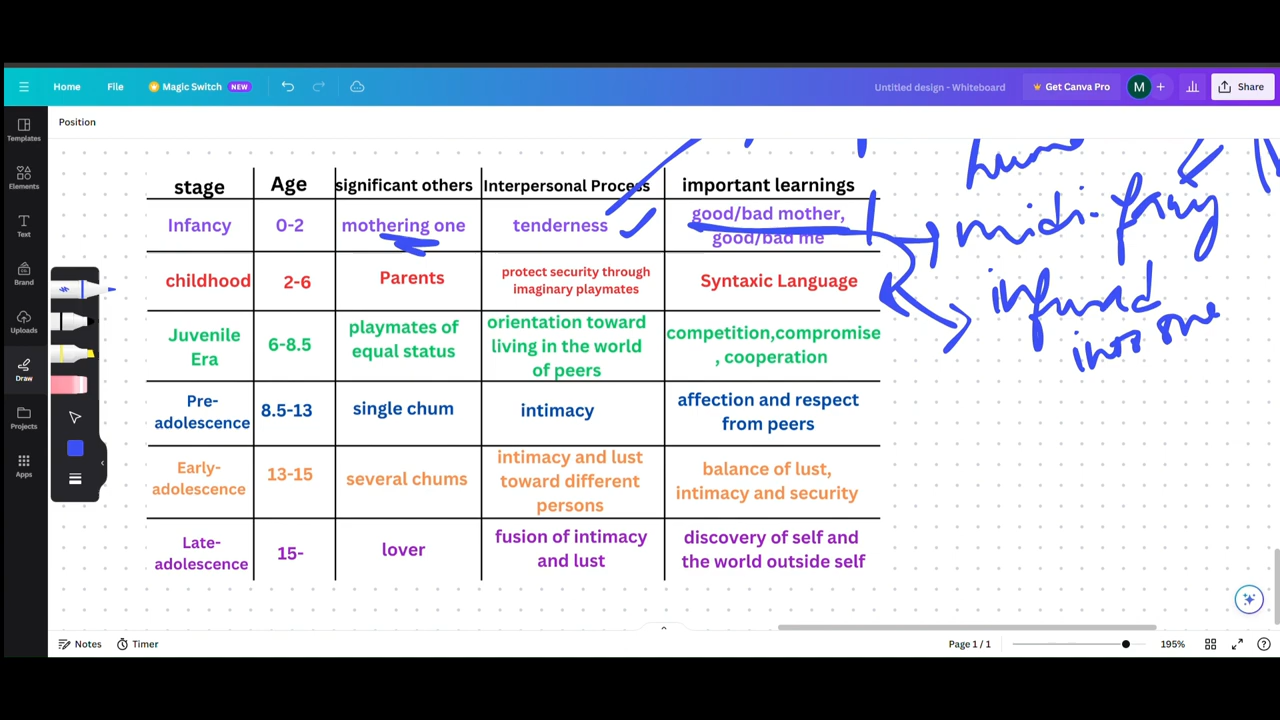 Home File Magic Switch NEW Untitled design - Whiteboard Get Canva Pro M + Share
Position
Templates
Elements
Text
Brand
Uploads
Draw
Projects
Apps
stage Age significant others Interpersonal Process important learnings
Infancy 0-2 mothering one tenderness good/bad mother,
good/bad me
childhood 2-6 Parents protect security through
imaginary playmates Syntaxic Language
Juvenile
Era 6-8.5 playmates of
equal status orientation toward
living in the world
of peers competition,compromise
, cooperation
Pre-
adolescence 8.5-13 single chum intimacy affection and respect
from peers
Early-
adolescence 13-15 several chums intimacy and lust
toward different
persons balance of lust,
intimacy and security
Late-
adolescence 15- lover fusion of intimacy
and lust discovery of self and
the world outside self
into one
Notes Timer Page 1 / 1 195%